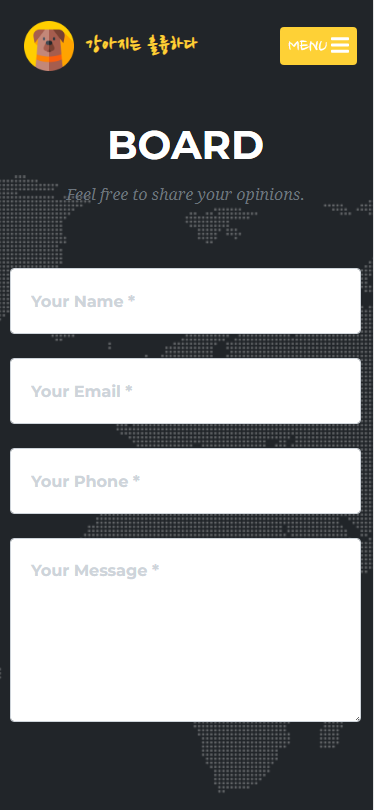 강아지는 훌륭하다
MENU
BOARD
Feel free to share your opinions.
Your Name *
Your Email *
Your Phone *
Your Message *